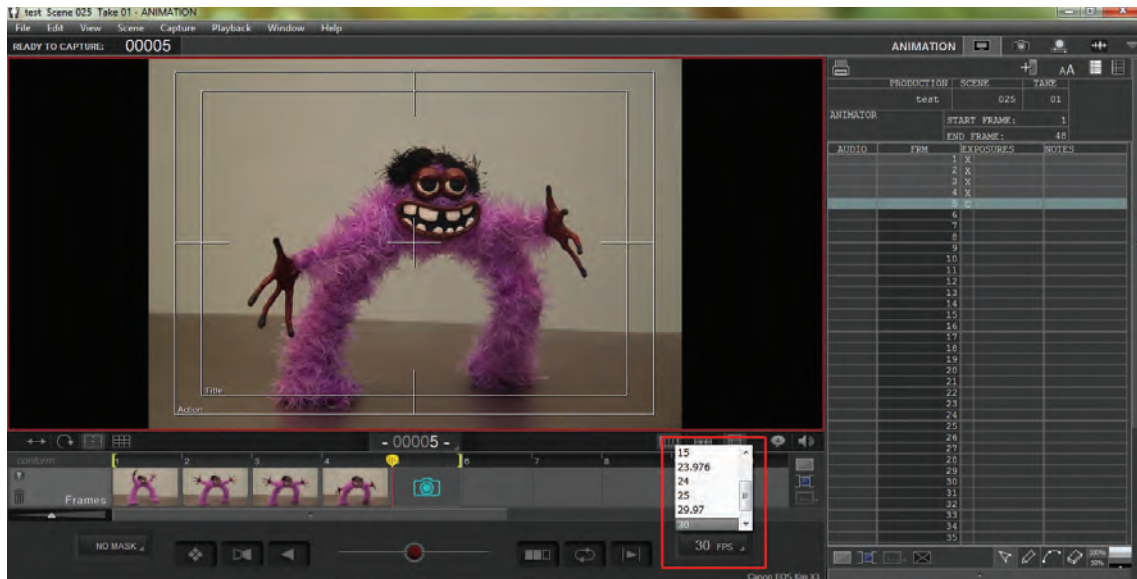 test Scene 025 Take 01 - ANIMATION
File Edit View Scene Capture Playback Window Help
READY TO CAPTURE: 00005
ANIMATION
AA
PRODUCTION SCENE TAKE
test 025 01
ANIMATOR
START FRAME: 1
END FRAME: 48
AUDIO FRM EXPOSURES NOTES
1 X
2 X
3 X
4 X
5 C
6
7
8
9
10
11
12
13
14
15
16
17
18
19
20
21
22
23
24
25
26
27
28
29
30
31
32
33
34
35
Title
Action
- 00005 -
conform 1 2 3 4 6 7 8
Frames
15
23.976
24
25
29.97
30
NO MASK
30 FPS
100%
50%
Canon EOS Kiss X3